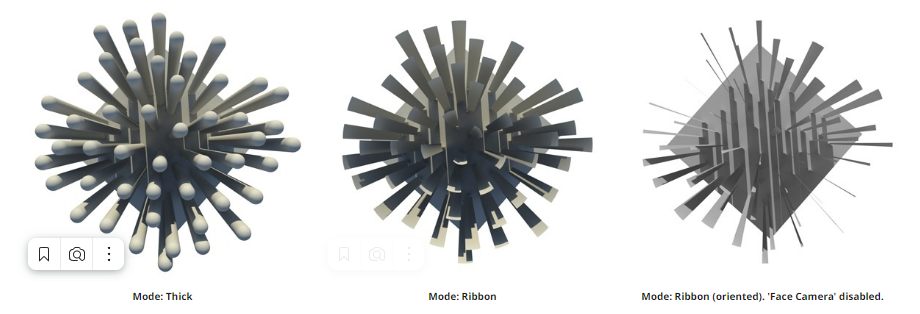 Mode: Thick
Mode: Ribbon
Mode: Ribbon (oriented). 'Face Camera' disabled.